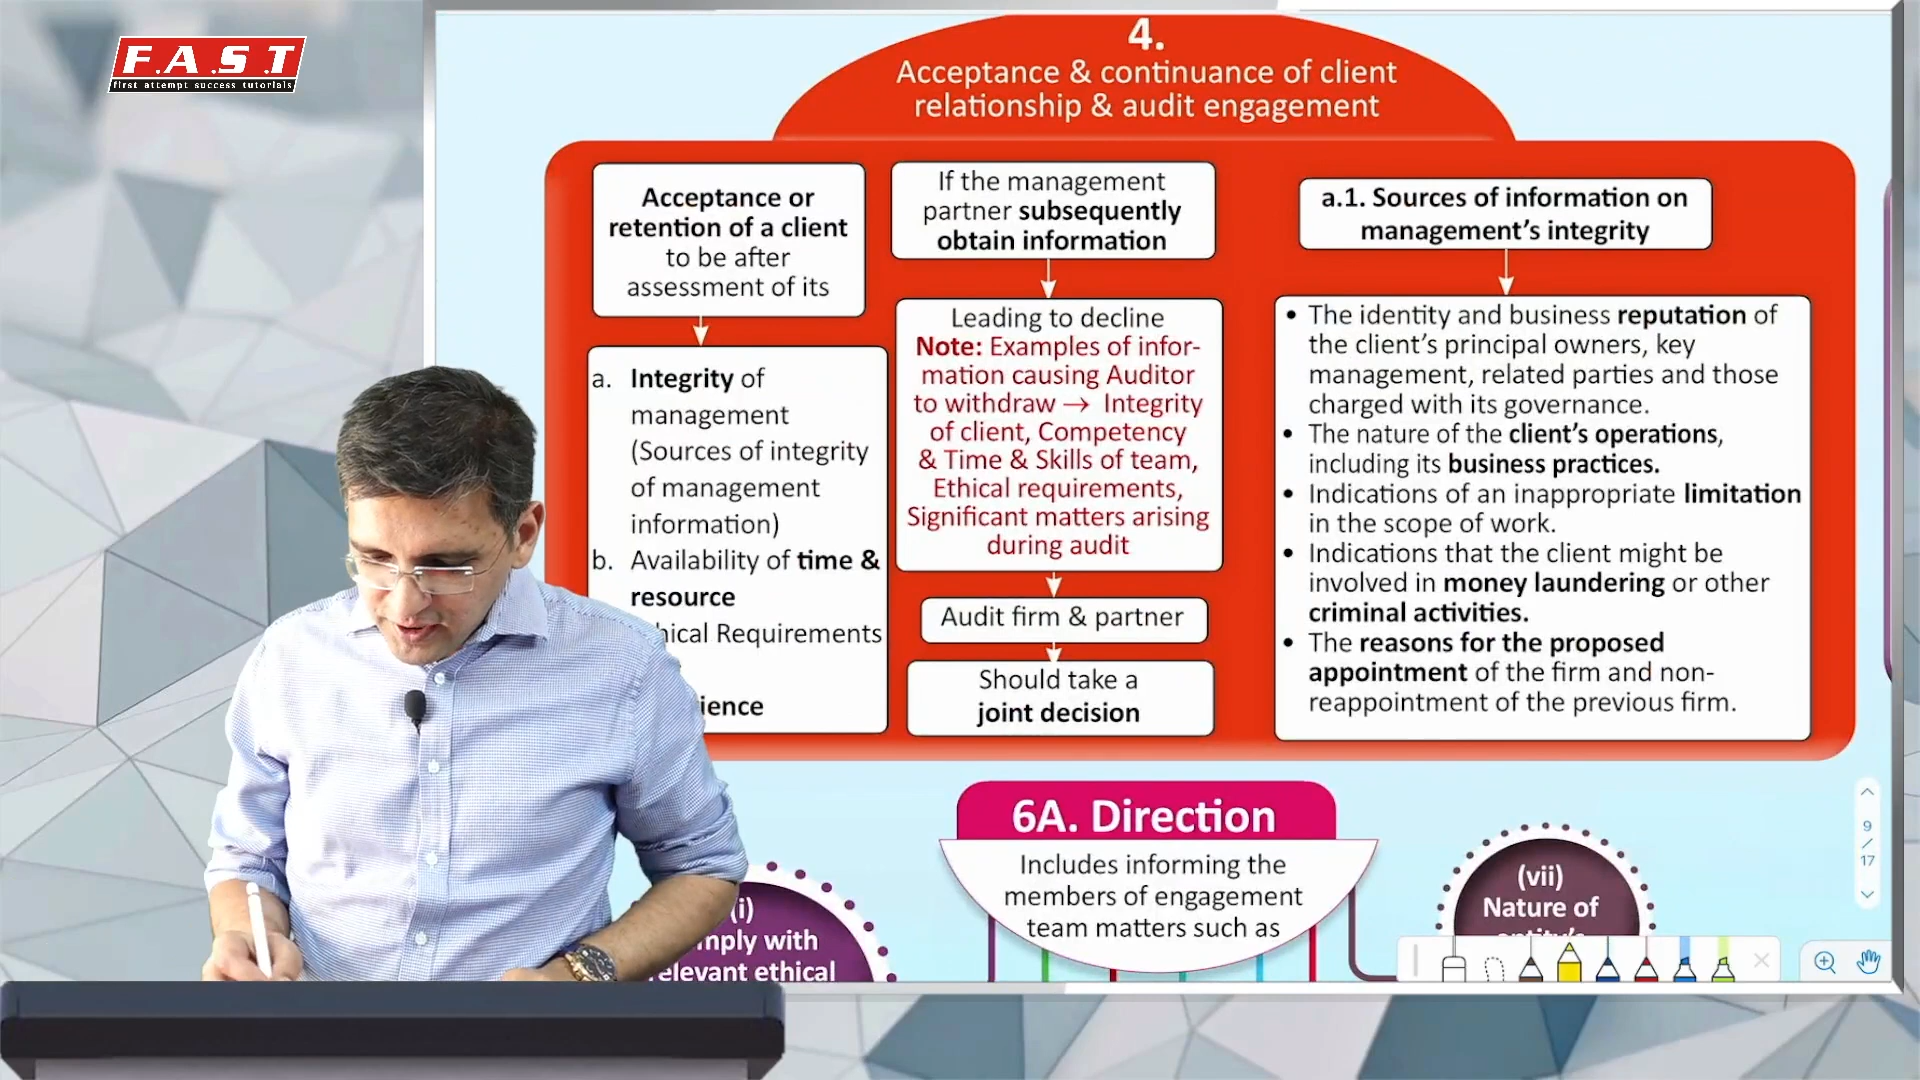 F.A.S.T
first attempt success tutorials
4.
Acceptance & continuance of client
relationship & audit engagement
Acceptance or
retention of a client
to be after
assessment of its
a. Integrity of
management
(Sources of integrity
of management
information)
b. Availability of time &
resource
hical Requirements
ience
If the management
partner subsequently
obtain information
Leading to decline
Note: Examples of infor-
mation causing Auditor
to withdraw → Integrity
of client, Competency
& Time & Skills of team,
Ethical requirements,
Significant matters arising
during audit
Audit firm & partner
Should take a
joint decision
a.1. Sources of information on
management’s integrity
• The identity and business reputation of
the client’s principal owners, key
management, related parties and those
charged with its governance.
• The nature of the client’s operations,
including its business practices.
• Indications of an inappropriate limitation
in the scope of work.
• Indications that the client might be
involved in money laundering or other
criminal activities.
• The reasons for the proposed
appointment of the firm and non-
reappointment of the previous firm.
6A. Direction
Includes informing the
members of engagement
team matters such as
(i)
mply with
elevant ethical
(vii)
Nature of
entity’s
9
/
17